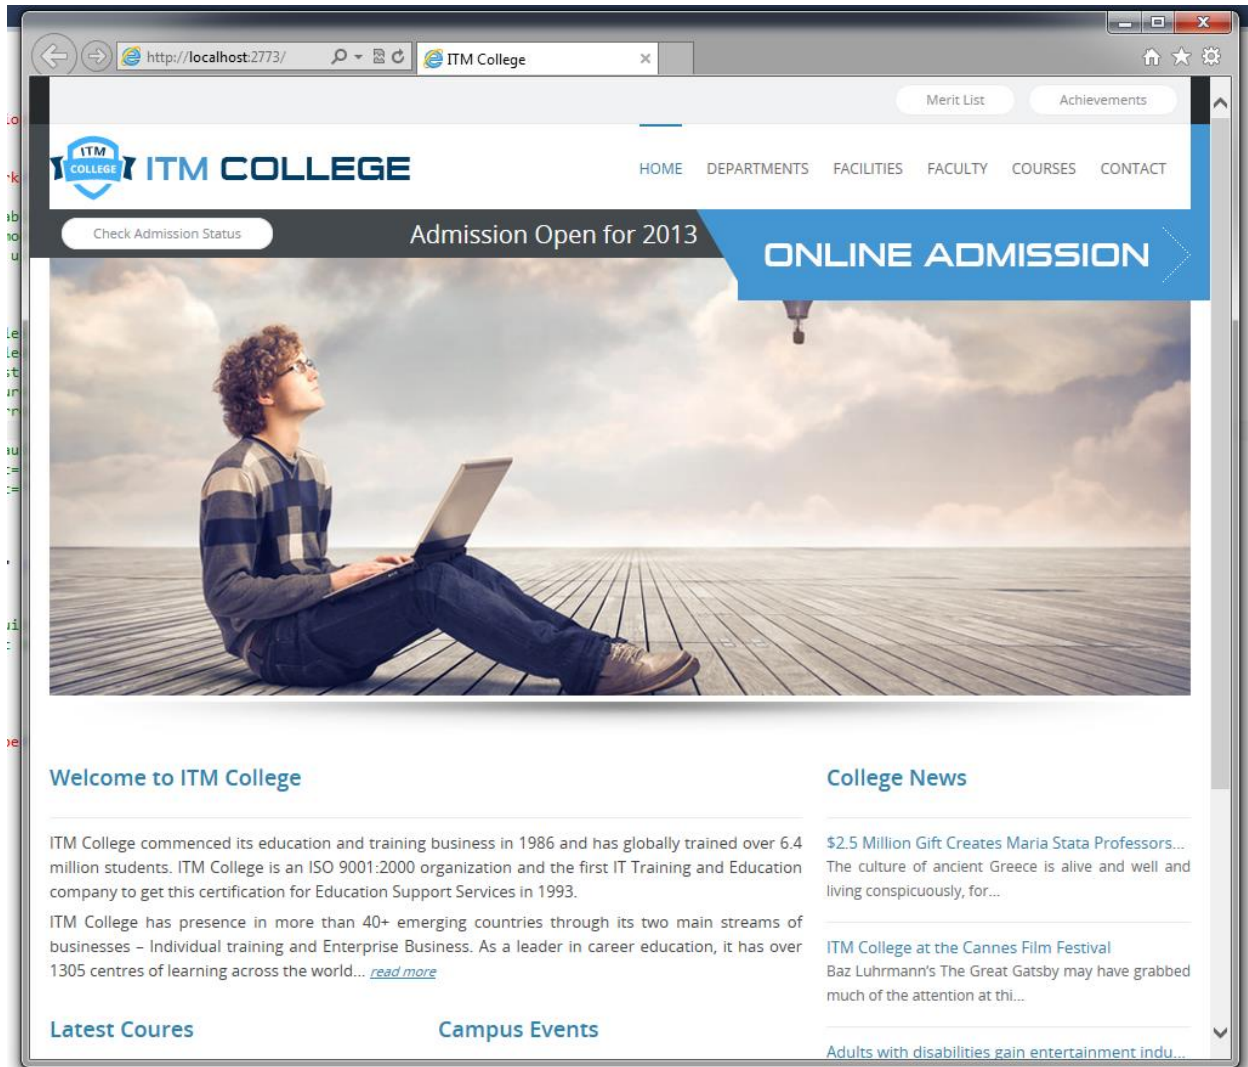 http://localhost:2773/
ITM College
Merit List
Achievements
ITM
COLLEGE
ITM COLLEGE
HOME DEPARTMENTS FACILITIES FACULTY COURSES CONTACT
Check Admission Status
Admission Open for 2013
ONLINE ADMISSION
Welcome to ITM College
ITM College commenced its education and training business in 1986 and has globally trained over 6.4
million students. ITM College is an ISO 9001:2000 organization and the first IT Training and Education
company to get this certification for Education Support Services in 1993.
ITM College has presence in more than 40+ emerging countries through its two main streams of
businesses – Individual training and Enterprise Business. As a leader in career education, it has over
1305 centres of learning across the world... read more
Latest Coures
Campus Events
College News
$2.5 Million Gift Creates Maria Stata Professors...
The culture of ancient Greece is alive and well and
living conspicuously, for...
ITM College at the Cannes Film Festival
Baz Luhrmann's The Great Gatsby may have grabbed
much of the attention at thi...
Adults with disabilities gain entertainment indu...